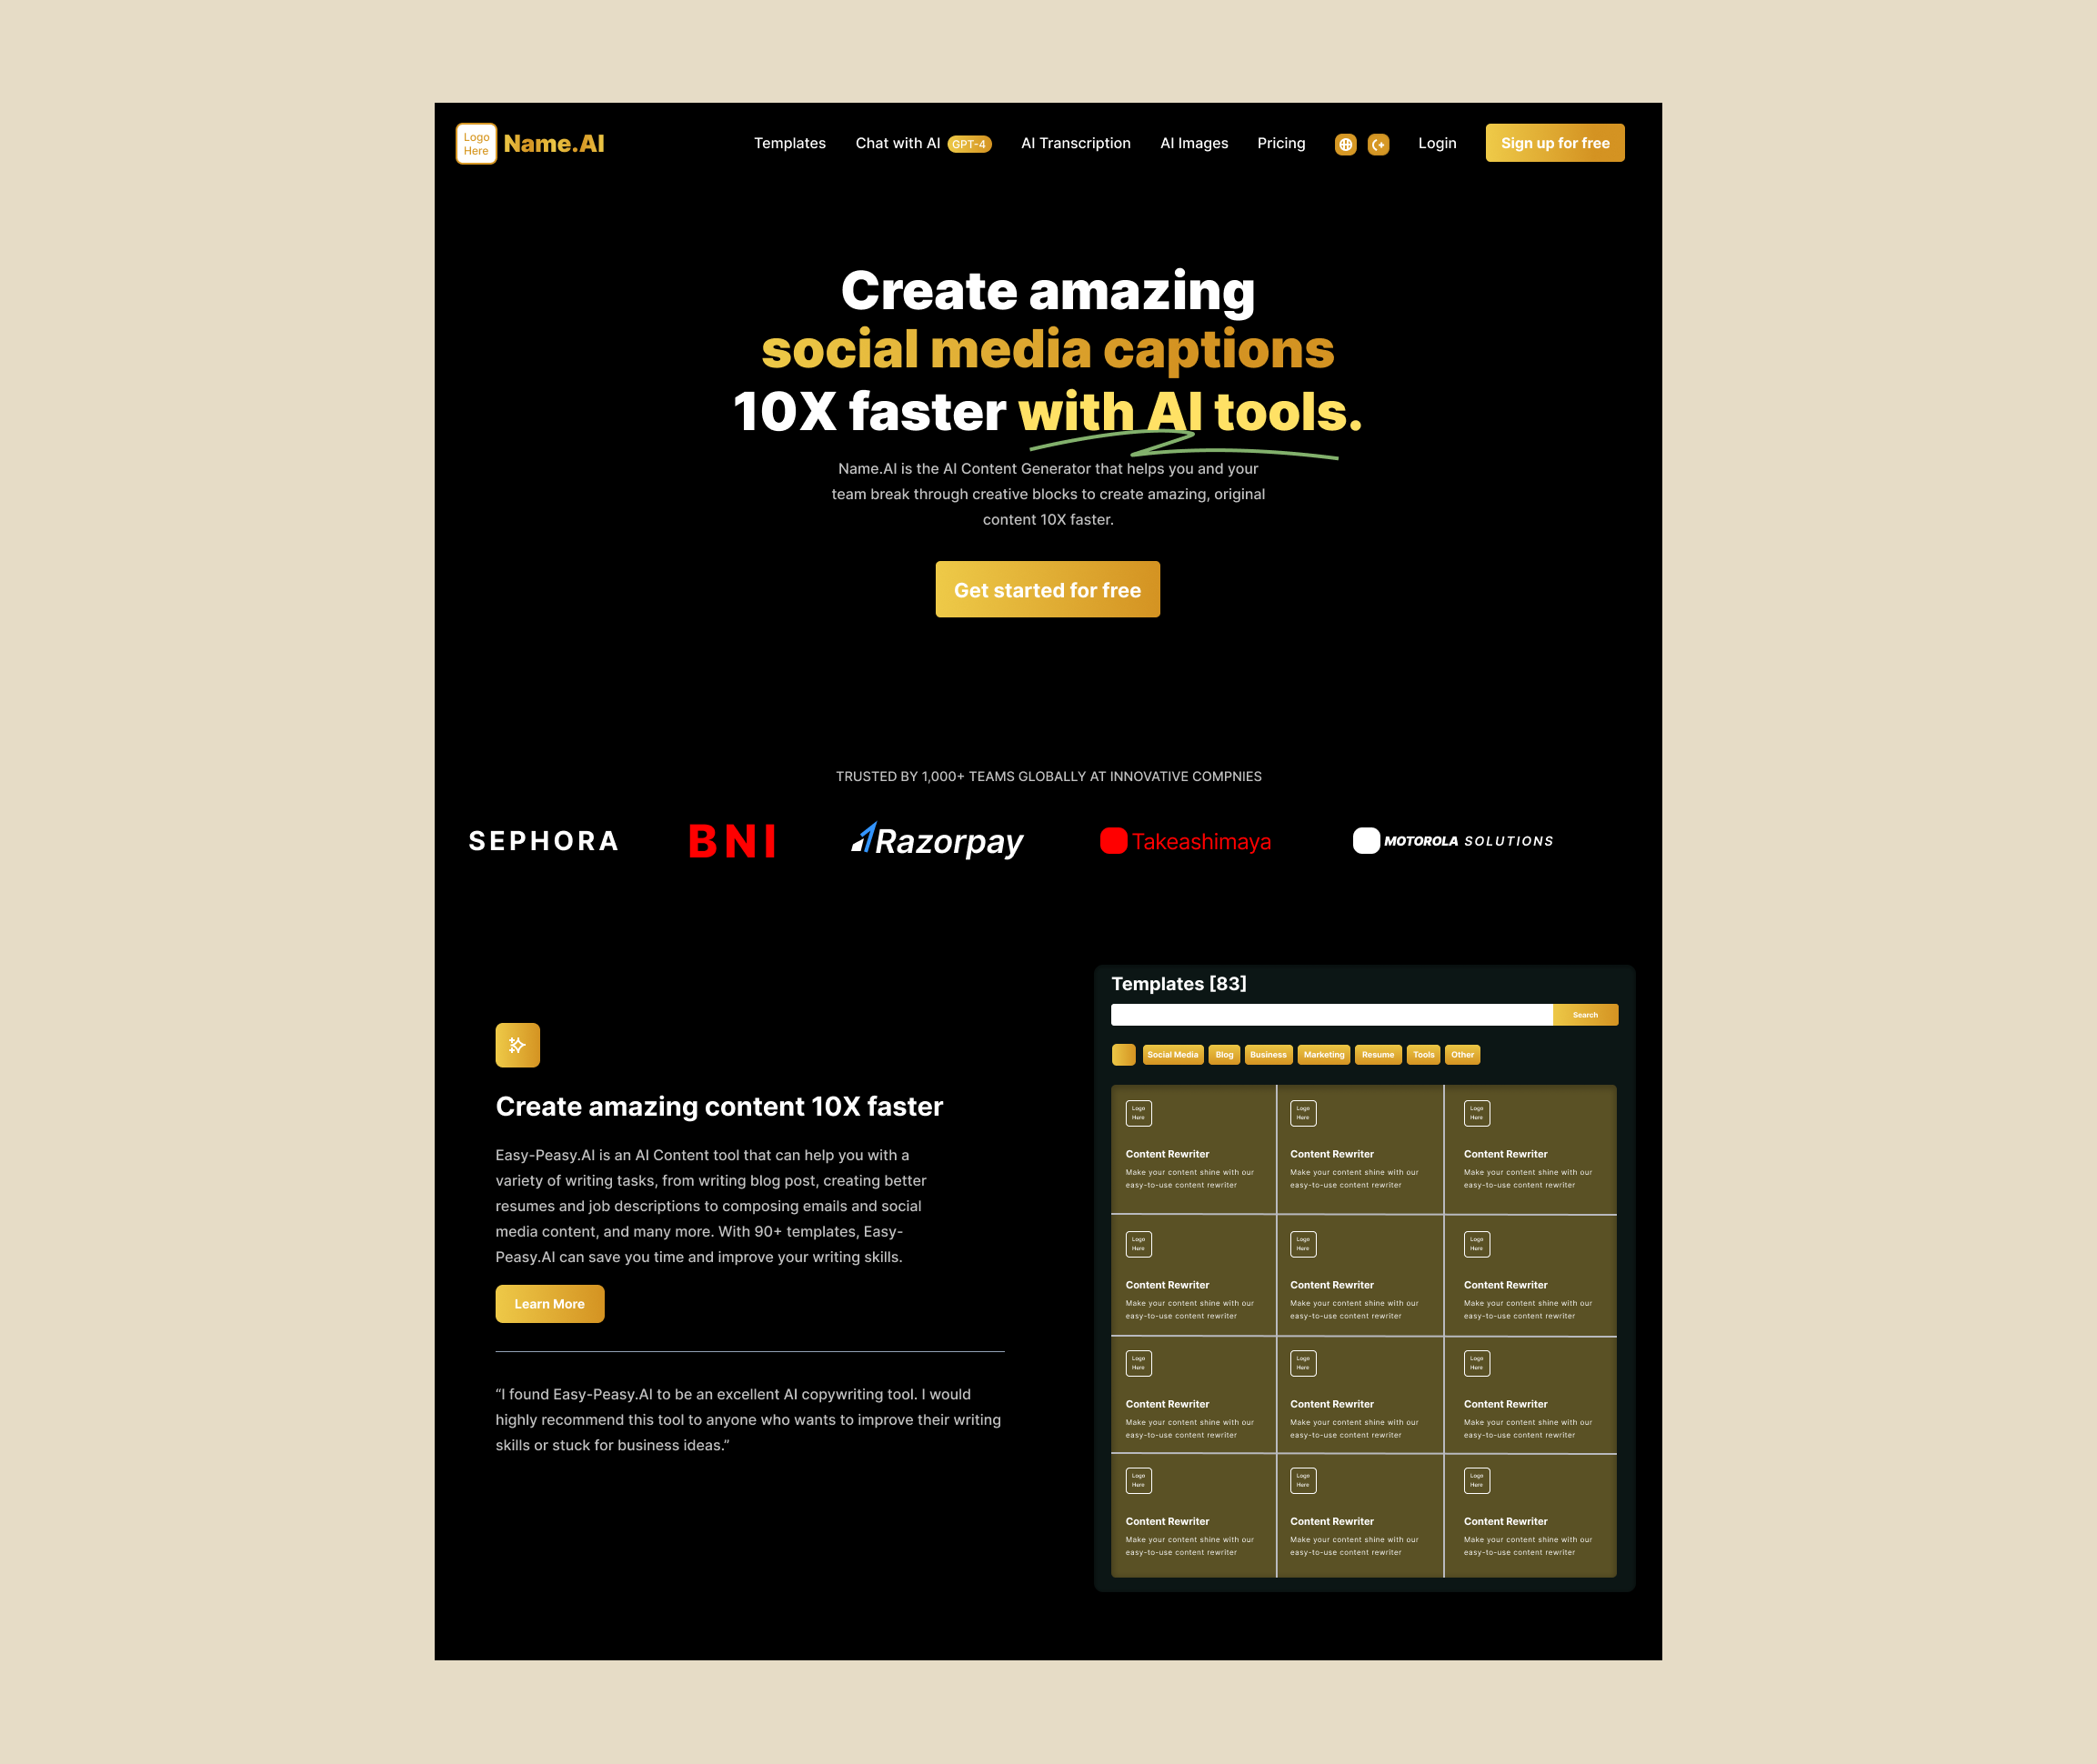 Logo
Here
Name.AI
Templates
Chat with AI GPT-4
AI Transcription
AI Images
Pricing
Login
Sign up for free
Create amazing
social media captions
10X faster with AI tools.
Name.AI is the AI Content Generator that helps you and your
team break through creative blocks to create amazing, original
content 10X faster.
Get started for free
TRUSTED BY 1,000+ TEAMS GLOBALLY AT INNOVATIVE COMPNIES
SEPHORA
BNI
Razorpay
Takeashimaya
MOTOROLA SOLUTIONS
Create amazing content 10X faster
Easy-Peasy.AI is an AI Content tool that can help you with a
variety of writing tasks, from writing blog post, creating better
resumes and job descriptions to composing emails and social
media content, and many more. With 90+ templates, Easy-
Peasy.AI can save you time and improve your writing skills.
Learn More
“I found Easy-Peasy.AI to be an excellent AI copywriting tool. I would
highly recommend this tool to anyone who wants to improve their writing
skills or stuck for business ideas.”
Templates [83]
Search
Social Media
Blog
Business
Marketing
Resume
Tools
Other
Logo
Here
Content Rewriter
Make your content shine with our
easy-to-use content rewriter
Logo
Here
Content Rewriter
Make your content shine with our
easy-to-use content rewriter
Logo
Here
Content Rewriter
Make your content shine with our
easy-to-use content rewriter
Logo
Here
Content Rewriter
Make your content shine with our
easy-to-use content rewriter
Logo
Here
Content Rewriter
Make your content shine with our
easy-to-use content rewriter
Logo
Here
Content Rewriter
Make your content shine with our
easy-to-use content rewriter
Logo
Here
Content Rewriter
Make your content shine with our
easy-to-use content rewriter
Logo
Here
Content Rewriter
Make your content shine with our
easy-to-use content rewriter
Logo
Here
Content Rewriter
Make your content shine with our
easy-to-use content rewriter
Logo
Here
Content Rewriter
Make your content shine with our
easy-to-use content rewriter
Logo
Here
Content Rewriter
Make your content shine with our
easy-to-use content rewriter
Logo
Here
Content Rewriter
Make your content shine with our
easy-to-use content rewriter